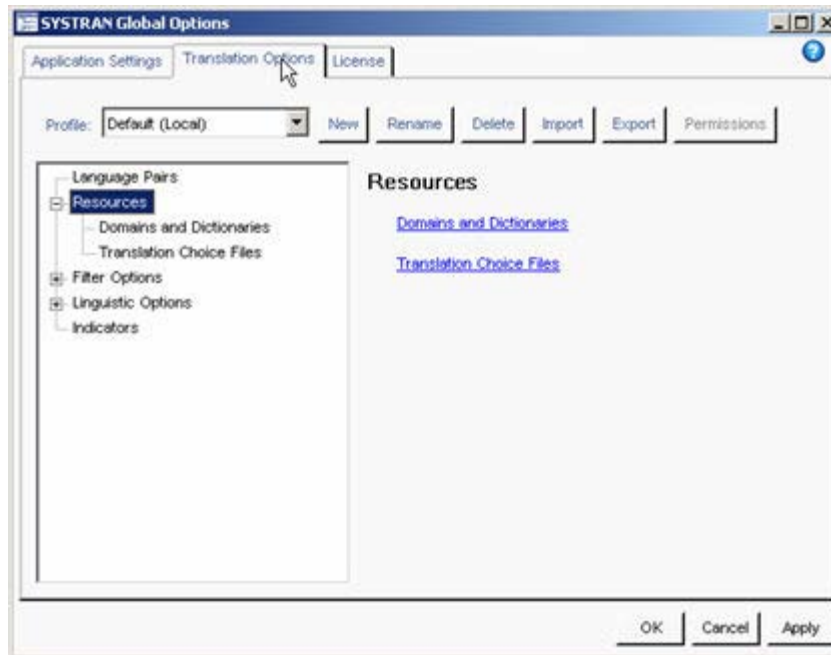 SYSTRAN Global Options
Application Settings Translation Options License
Profile: Default (Local) New Rename Delete Import Export Permissions
Language Pairs
Resources
Domains and Dictionaries
Translation Choice Files
Filter Options
Linguistic Options
Indicators
Resources
Domains and Dictionaries
Translation Choice Files
OK Cancel Apply